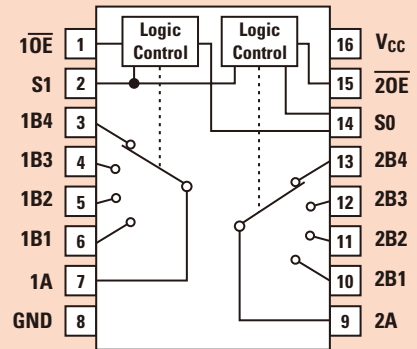 1OE 1 Logic Control Logic Control 16 VCC
S1 2 15 2OE
1B4 3 14 S0
1B3 4 13 2B4
1B2 5 12 2B3
1B1 6 11 2B2
1A 7 10 2B1
GND 8 9 2A